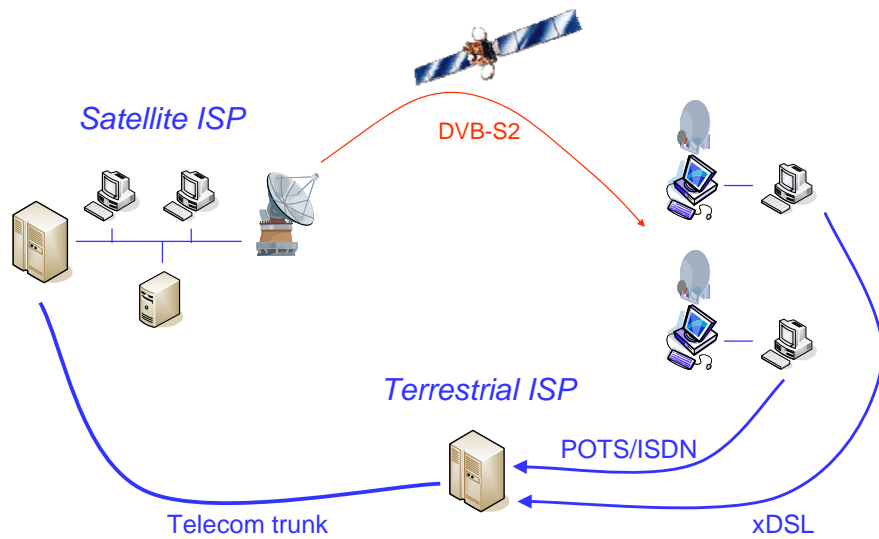 Satellite ISP
DVB-S2
Terrestrial ISP
POTS/ISDN
Telecom trunk
xDSL